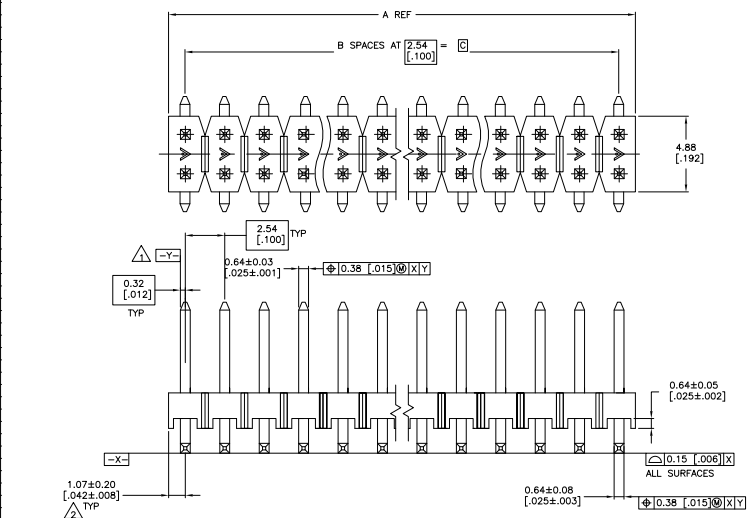 A REF
B SPACES AT 2.54 = C
[.100]
4.88
[.192]
2.54 TYP
[.100]
1 -Y-
0.64±0.03
[.025±.001]
⌖ 0.38 [.015]Ⓜ X Y
0.32
[.012]
TYP
0.64±0.05
[.025±.002]
-X-
⌓ 0.15 [.006] X
ALL SURFACES
1.07±0.20
[.042±.008]
2 TYP
0.64±0.08
[.025±.003]
⌖ 0.38 [.015]Ⓜ X Y